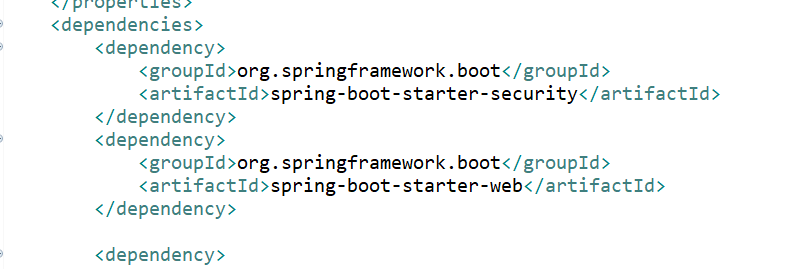 </properties>
<dependencies>
<dependency>
<groupId>org.springframework.boot</groupId>
<artifactId>spring-boot-starter-security</artifactId>
</dependency>
<dependency>
<groupId>org.springframework.boot</groupId>
<artifactId>spring-boot-starter-web</artifactId>
</dependency>
<dependency>